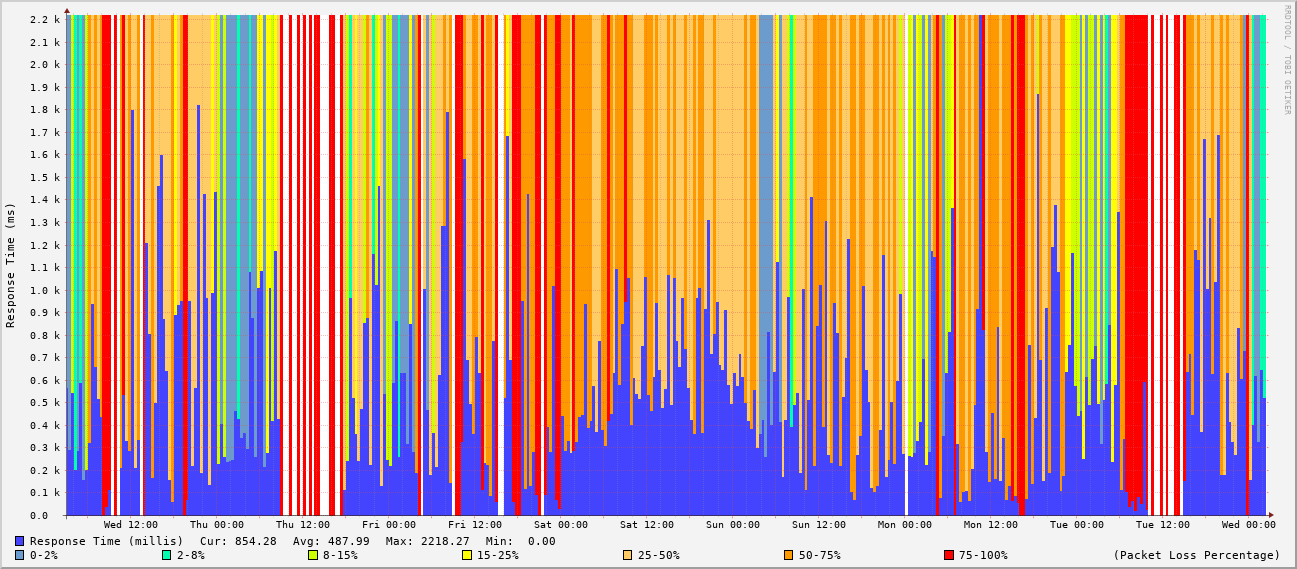 RRDTOOL / TOBI OETIKER
Response Time (ms)
2.2 k
2.1 k
2.0 k
1.9 k
1.8 k
1.7 k
1.6 k
1.5 k
1.4 k
1.3 k
1.2 k
1.1 k
1.0 k
0.9 k
0.8 k
0.7 k
0.6 k
0.5 k
0.4 k
0.3 k
0.2 k
0.1 k
0.0
Wed 12:00 Thu 00:00 Thu 12:00 Fri 00:00 Fri 12:00 Sat 00:00 Sat 12:00 Sun 00:00 Sun 12:00 Mon 00:00 Mon 12:00 Tue 00:00 Tue 12:00 Wed 00:00
Response Time (millis) Cur: 854.28 Avg: 487.99 Max: 2218.27 Min: 0.00
0-2% 2-8% 8-15% 15-25% 25-50% 50-75% 75-100% (Packet Loss Percentage)